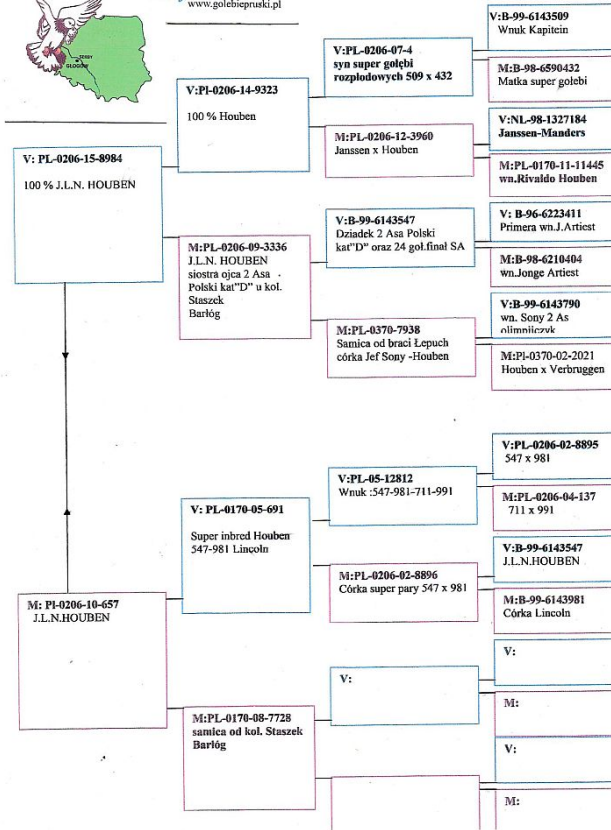 www.golebiepruski.pl
GŁOGÓW
V: PL-0206-15-8984
100 % J.L.N. HOUBEN
V:Pl-0206-14-9323
100 % Houben
M:PL-0206-09-3336
J.L.N. HOUBEN
siostra ojca 2 Asa
Polski kat"D" u kol.
Staszek
Barłóg
V:PL-0206-07-4
syn super gołębi
rozpłodowych 509 x 432
M:PL-0206-12-3960
Janssen x Houben
V:B-99-6143547
Dziadek 2 Asa Polski
kat"D" oraz 24 goł.finał SA
M:PL-0370-7938
Samica od braci Łepuch
córka Jef Sony -Houben
V:B-99-6143509
Wnuk Kapitein
M:B-98-6590432
Matka super gołebi
V:NL-98-1327184
Janssen-Manders
M:PL-0170-11-11445
wn.Rivaldo Houben
V: B-96-6223411
Primera wn.J.Artiest
M:B-98-6210404
wn.Jonge Artiest
V:B-99-6143790
wn. Sony 2 As
olimpijczyk
M:Pl-0370-02-2021
Houben x Verbruggen
M: Pl-0206-10-657
J.L.N.HOUBEN
V: PL-0170-05-691
Super inbred Houben
547-981 Lincoln
M:PL-0170-08-7728
samica od kol. Staszek
Barłóg
V:PL-05-12812
Wnuk :547-981-711-991
M:PL-0206-02-8896
Córka super pary 547 x 981
V:
V:PL-0206-02-8895
547 x 981
M:PL-0206-04-137
711 x 991
V:B-99-6143547
J.L.N.HOUBEN
M:B-99-6143981
Córka Lincoln
V:
M:
V:
M: